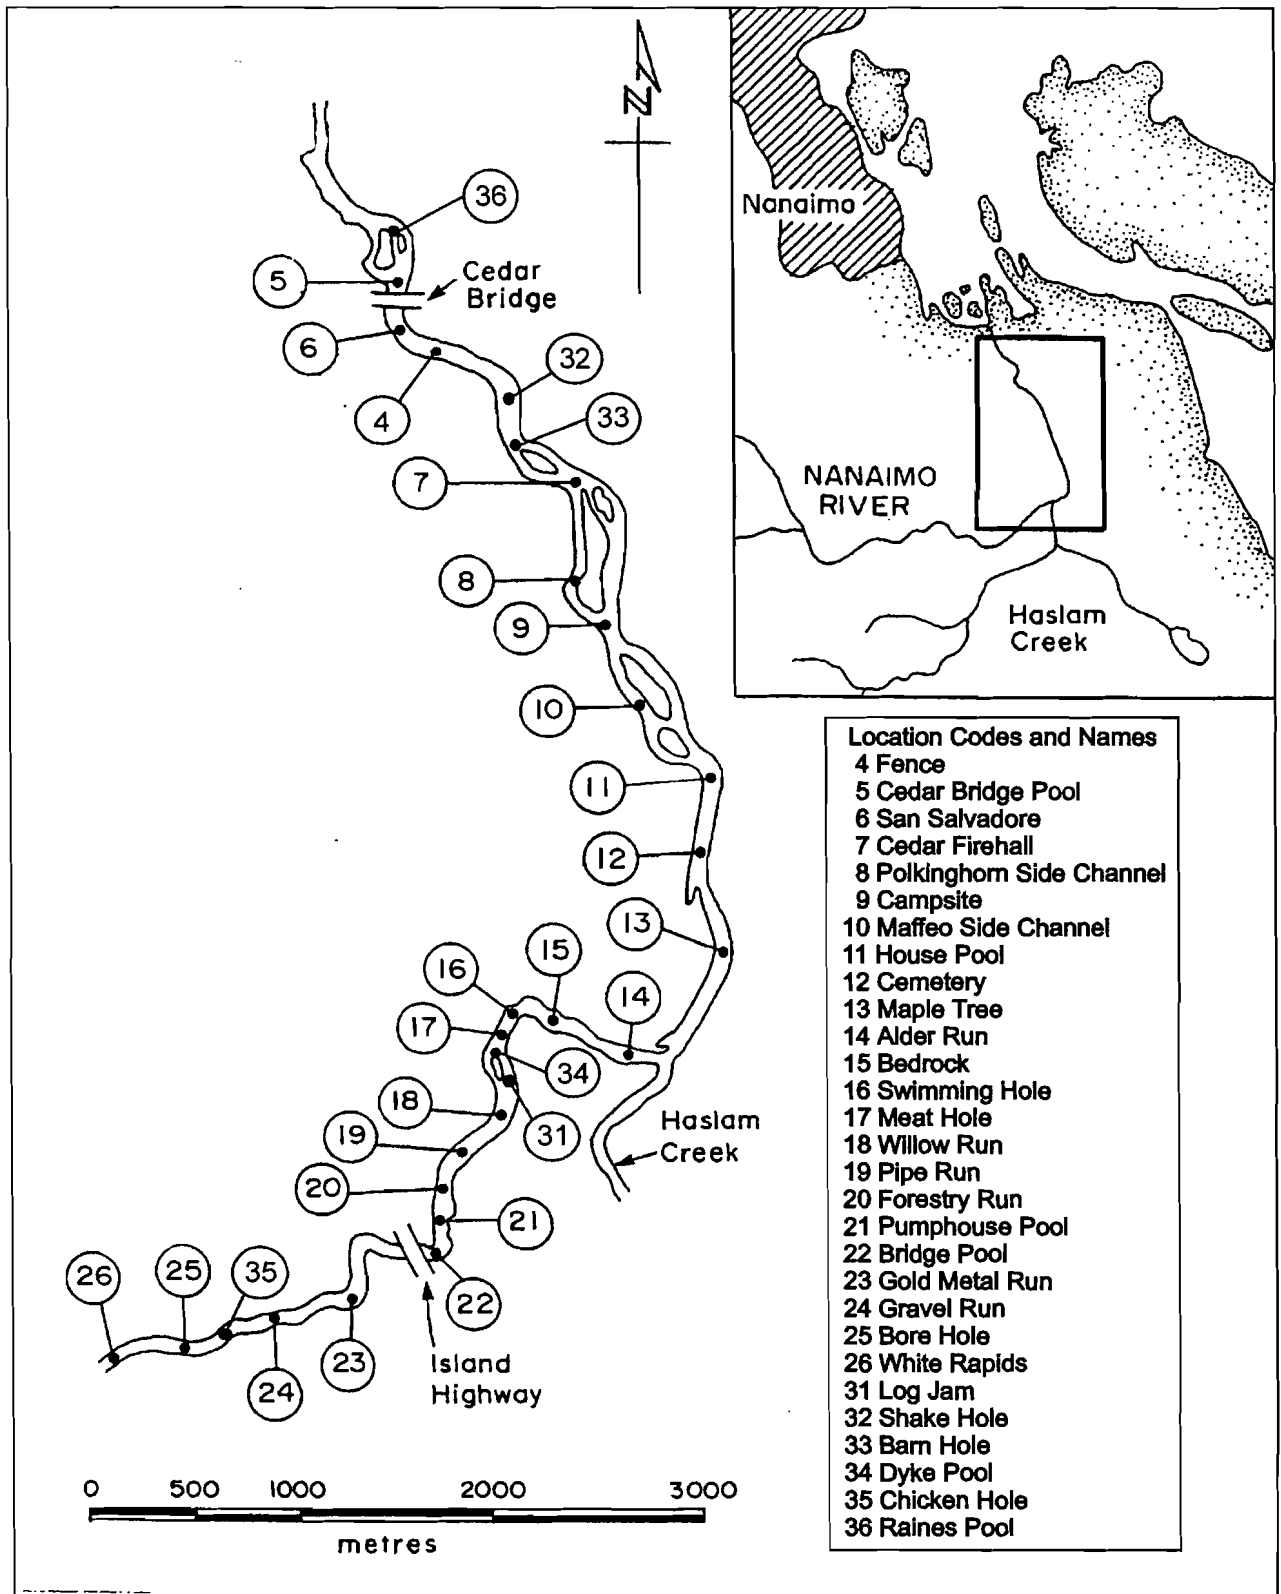 N
36
5
Cedar
Bridge
6
32
4
33
7
8
9
10
11
12
13
15
16
14
17
34
18
31
Haslam
Creek
19
20
21
22
26
25
35
23
24
Island
Highway
0 500 1000 2000 3000
metres
Nanaimo
NANAIMO
RIVER
Haslam
Creek
Location Codes and Names
4 Fence
5 Cedar Bridge Pool
6 San Salvadore
7 Cedar Firehall
8 Polkinghorn Side Channel
9 Campsite
10 Maffeo Side Channel
11 House Pool
12 Cemetery
13 Maple Tree
14 Alder Run
15 Bedrock
16 Swimming Hole
17 Meat Hole
18 Willow Run
19 Pipe Run
20 Forestry Run
21 Pumphouse Pool
22 Bridge Pool
23 Gold Metal Run
24 Gravel Run
25 Bore Hole
26 White Rapids
31 Log Jam
32 Shake Hole
33 Barn Hole
34 Dyke Pool
35 Chicken Hole
36 Raines Pool